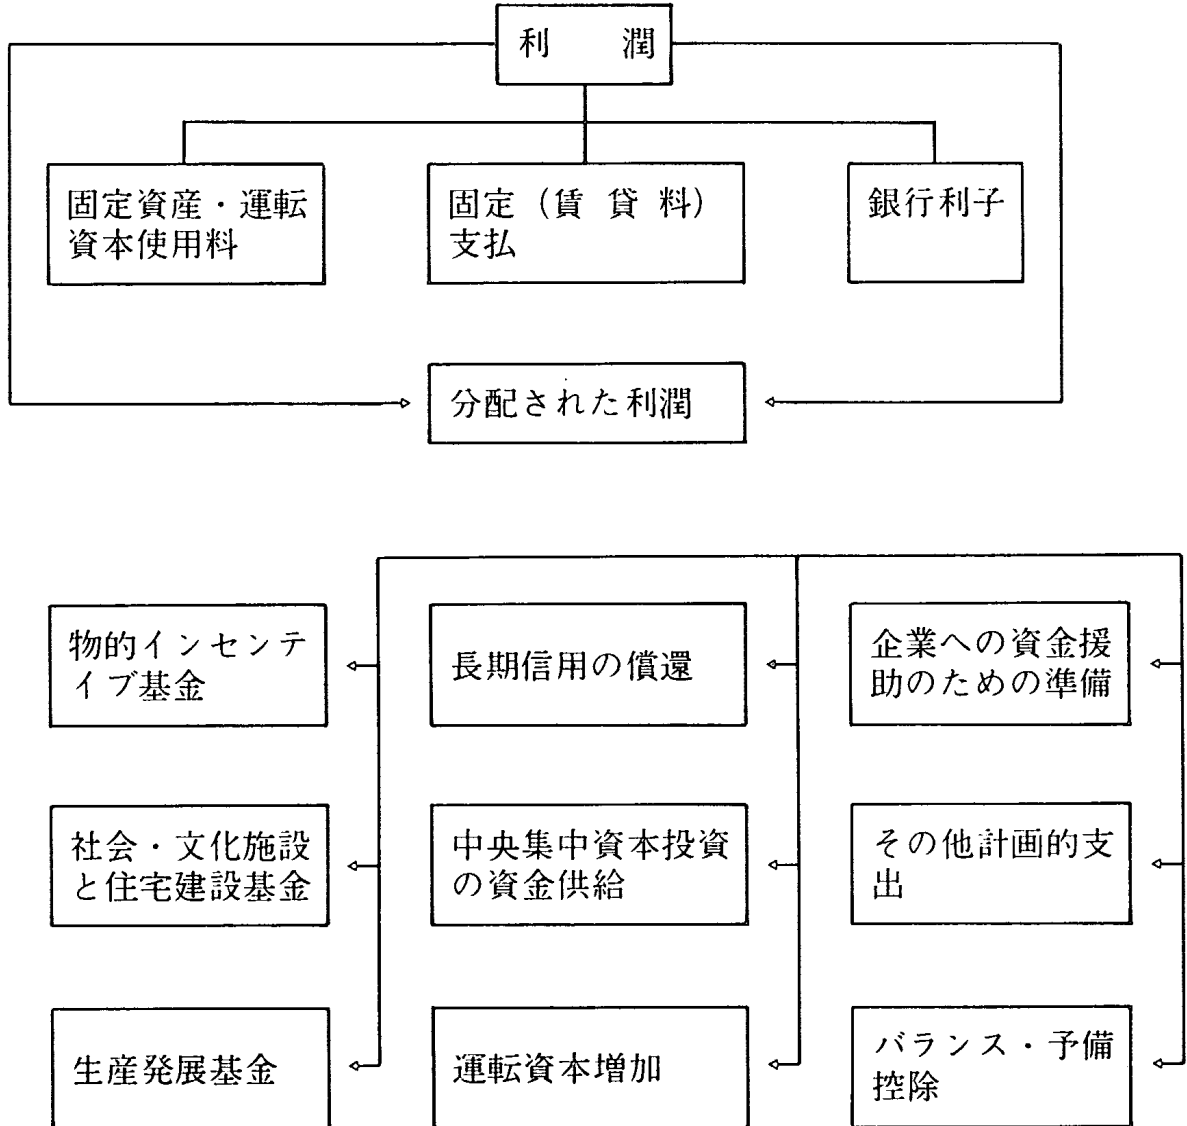 利 潤
固定資産・運転
資本使用料
固定（賃貸料）
支払
銀行利子
分配された利潤
物的インセンテ
イブ基金
長期信用の償還
企業への資金援
助のための準備
社会・文化施設
と住宅建設基金
中央集中資本投資
の資金供給
その他計画的支
出
生産発展基金
運転資本増加
バランス・予備
控除